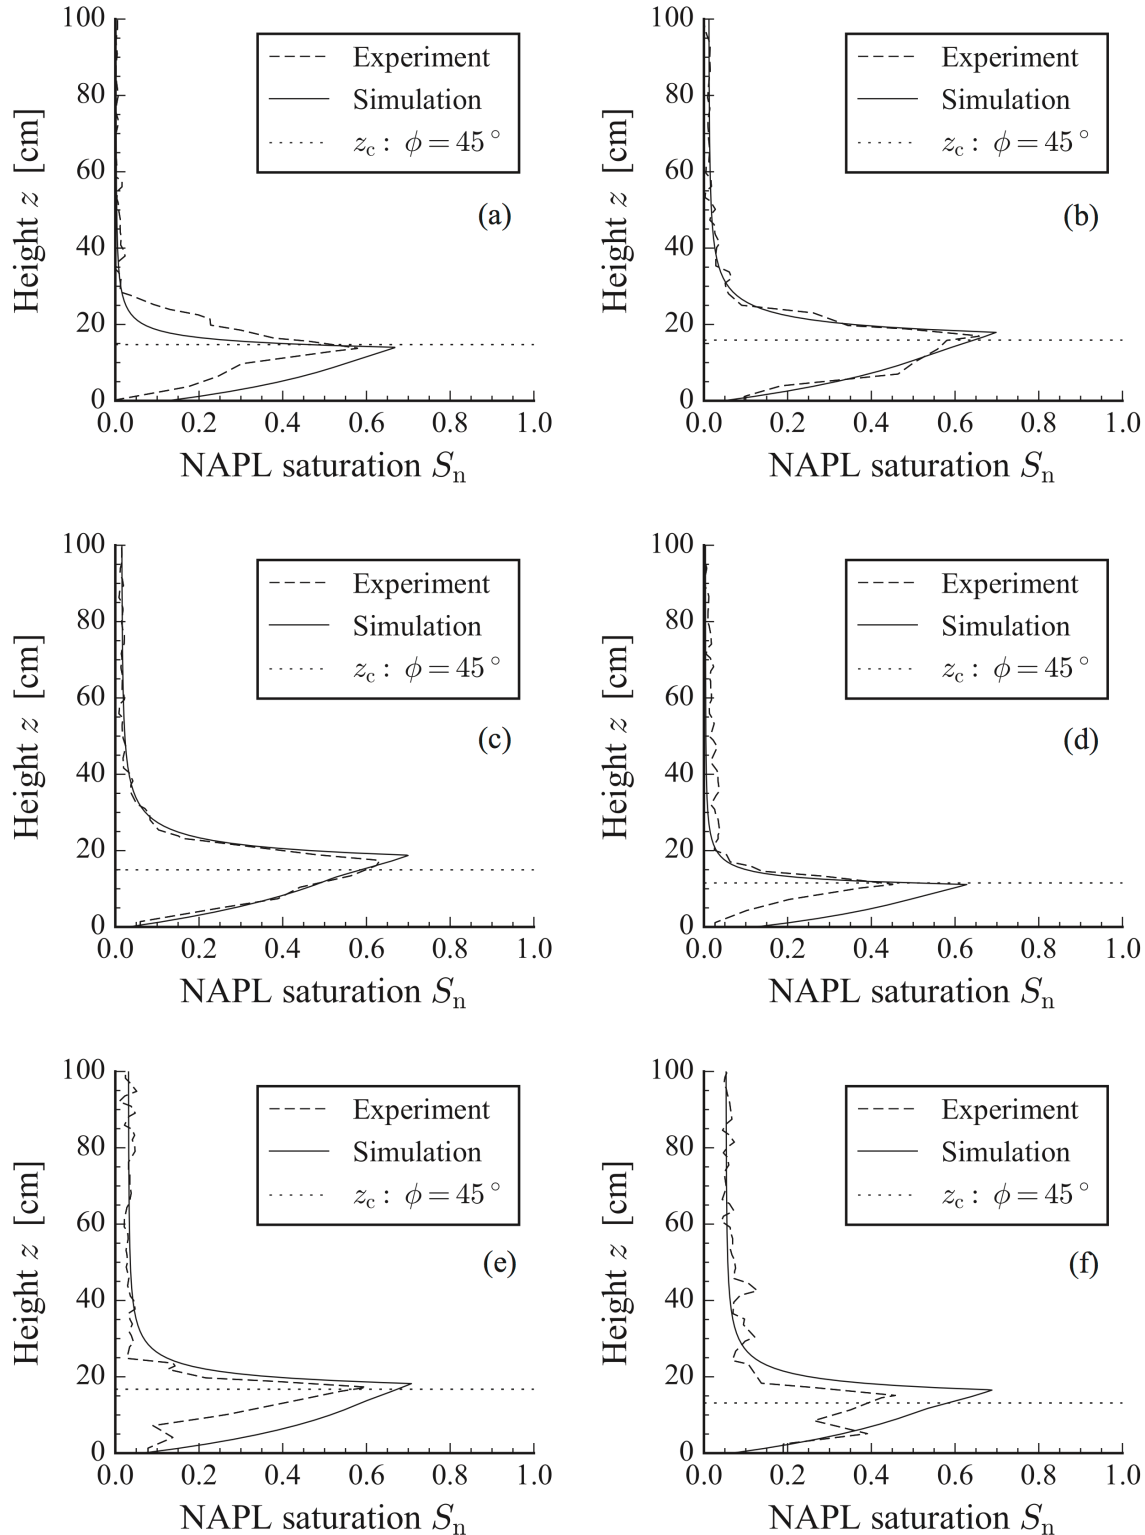 100
80
60
40
20
0
Height z [cm]
Experiment
Simulation
z_c : ϕ = 45°
(a)
0.0 0.2 0.4 0.6 0.8 1.0
NAPL saturation S_n
100
80
60
40
20
0
Height z [cm]
Experiment
Simulation
z_c : ϕ = 45°
(b)
0.0 0.2 0.4 0.6 0.8 1.0
NAPL saturation S_n
100
80
60
40
20
0
Height z [cm]
Experiment
Simulation
z_c : ϕ = 45°
(c)
0.0 0.2 0.4 0.6 0.8 1.0
NAPL saturation S_n
100
80
60
40
20
0
Height z [cm]
Experiment
Simulation
z_c : ϕ = 45°
(d)
0.0 0.2 0.4 0.6 0.8 1.0
NAPL saturation S_n
100
80
60
40
20
0
Height z [cm]
Experiment
Simulation
z_c : ϕ = 45°
(e)
0.0 0.2 0.4 0.6 0.8 1.0
NAPL saturation S_n
100
80
60
40
20
0
Height z [cm]
Experiment
Simulation
z_c : ϕ = 45°
(f)
0.0 0.2 0.4 0.6 0.8 1.0
NAPL saturation S_n